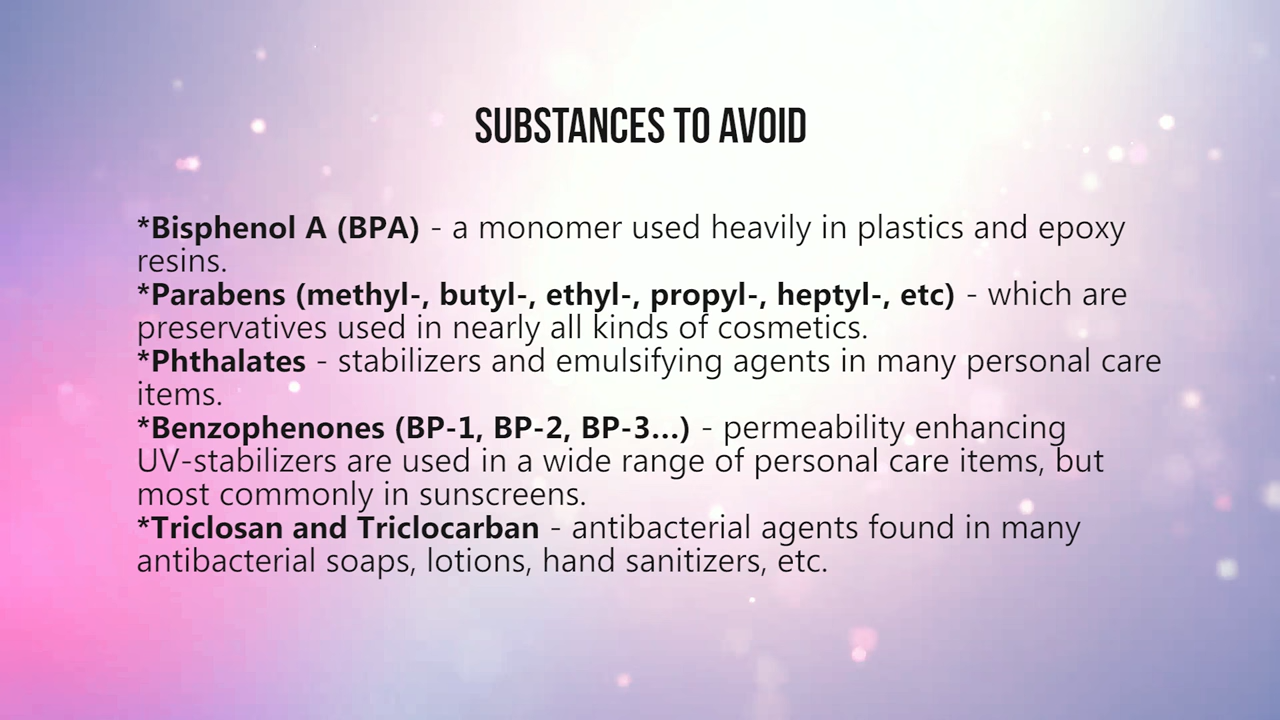 SUBSTANCES TO AVOID
*Bisphenol A (BPA) - a monomer used heavily in plastics and epoxy
resins.
*Parabens (methyl-, butyl-, ethyl-, propyl-, heptyl-, etc) - which are
preservatives used in nearly all kinds of cosmetics.
*Phthalates - stabilizers and emulsifying agents in many personal care
items.
*Benzophenones (BP-1, BP-2, BP-3...) - permeability enhancing
UV-stabilizers are used in a wide range of personal care items, but
most commonly in sunscreens.
*Triclosan and Triclocarban - antibacterial agents found in many
antibacterial soaps, lotions, hand sanitizers, etc.